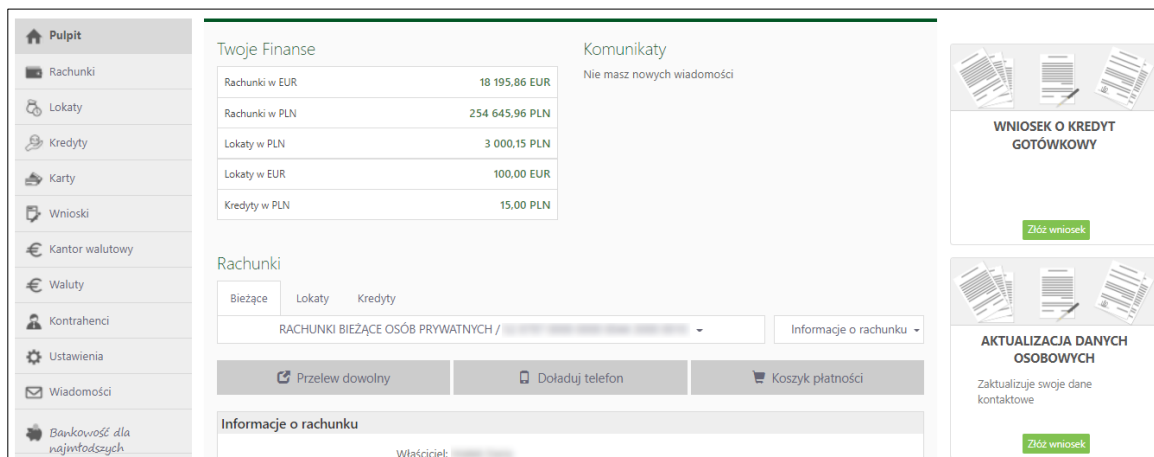 Pulpit
Rachunki
Lokaty
Kredyty
Karty
Wnioski
Kantor walutowy
Waluty
Kontrahenci
Ustawienia
Wiadomości
Bankowość dla
najmłodszych
Twoje Finanse
Rachunki w EUR 18 195,86 EUR
Rachunki w PLN 254 645,96 PLN
Lokaty w PLN 3 000,15 PLN
Lokaty w EUR 100,00 EUR
Kredyty w PLN 15,00 PLN
Komunikaty
Nie masz nowych wiadomości
Rachunki
Bieżące Lokaty Kredyty
RACHUNKI BIEŻĄCE OSÓB PRYWATNYCH /
Informacje o rachunku
Przelew dowolny Doładuj telefon Koszyk płatności
Informacje o rachunku
Właściciel:
WNIOSEK O KREDYT
GOTÓWKOWY
Złóż wniosek
AKTUALIZACJA DANYCH
OSOBOWYCH
Zaktualizuje swoje dane
kontaktowe
Złóż wniosek